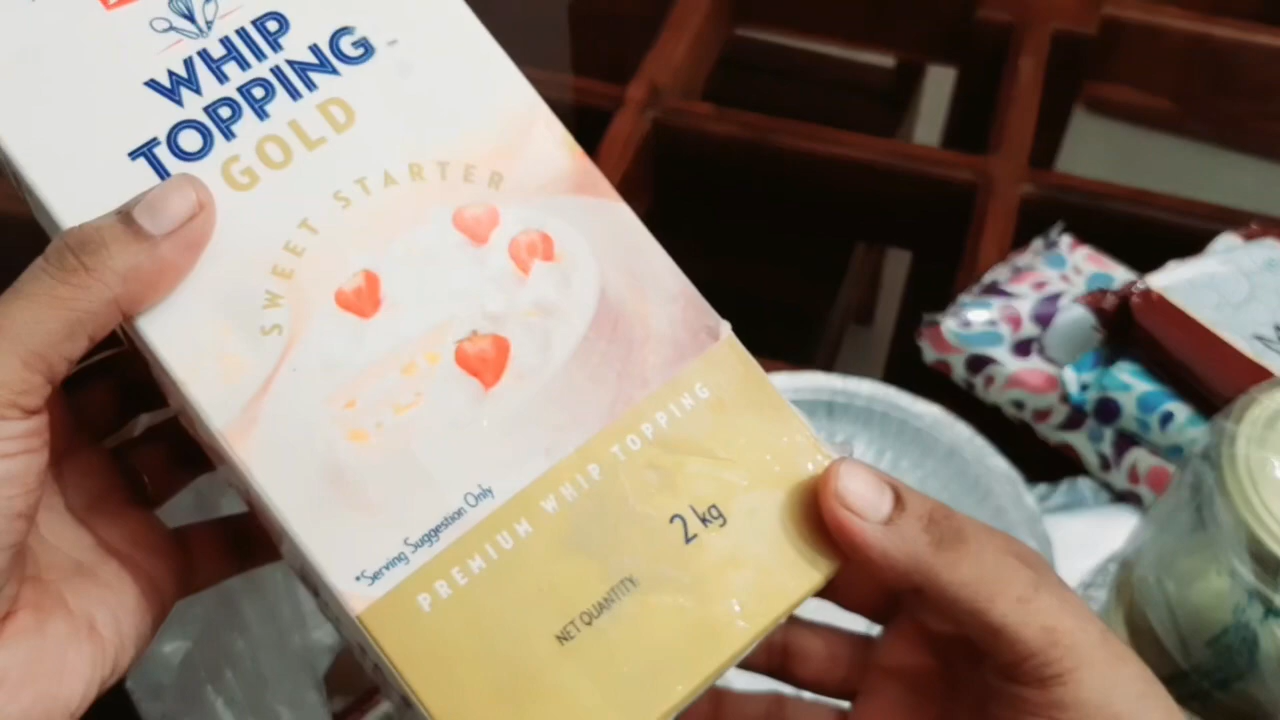 WHIP
TOPPING
GOLD
SWEET STARTER
*Serving Suggestion Only
PREMIUM WHIP TOPPING
2 kg
NET QUANTITY: